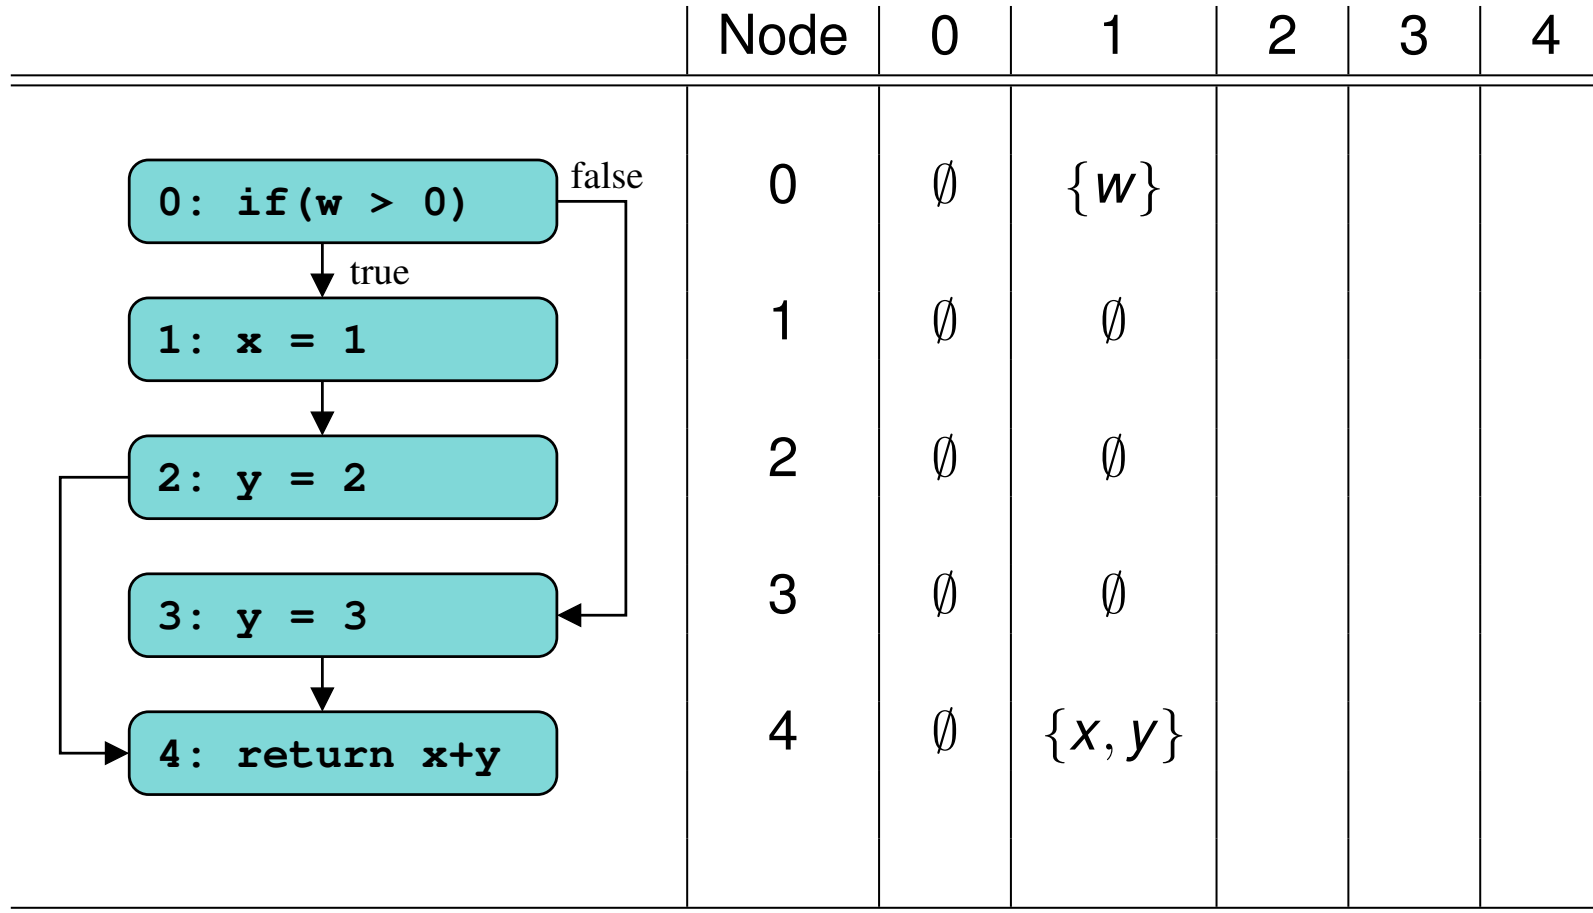 Node 0 1 2 3 4
0: if(w > 0) false 0 ∅ {w}
true
1: x = 1 1 ∅ ∅
2: y = 2 2 ∅ ∅
3: y = 3 3 ∅ ∅
4: return x+y 4 ∅ {x, y}